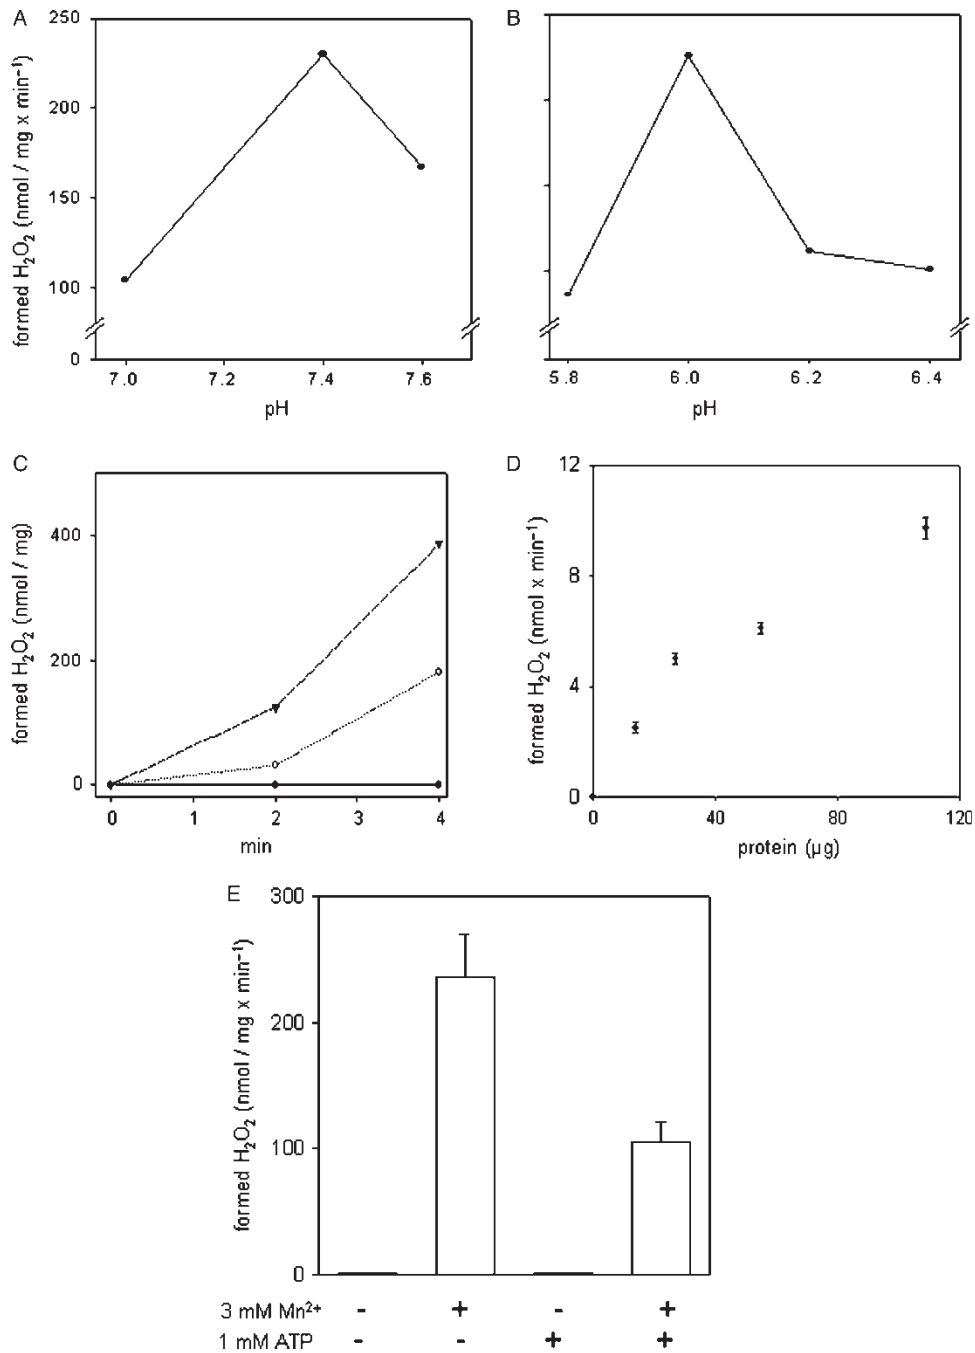 A
formed H₂O₂ (nmol / mg x min⁻¹)
250
200
150
100
0
7.0 7.2 7.4 7.6
pH
B
5.8 6.0 6.2 6.4
pH
C
formed H₂O₂ (nmol / mg)
400
200
0
0 1 2 3 4
min
D
formed H₂O₂ (nmol x min⁻¹)
12
8
4
0
0 40 80 120
protein (µg)
E
formed H₂O₂ (nmol / mg x min⁻¹)
300
200
100
0
3 mM Mn²⁺ - + - +
1 mM ATP - - + +